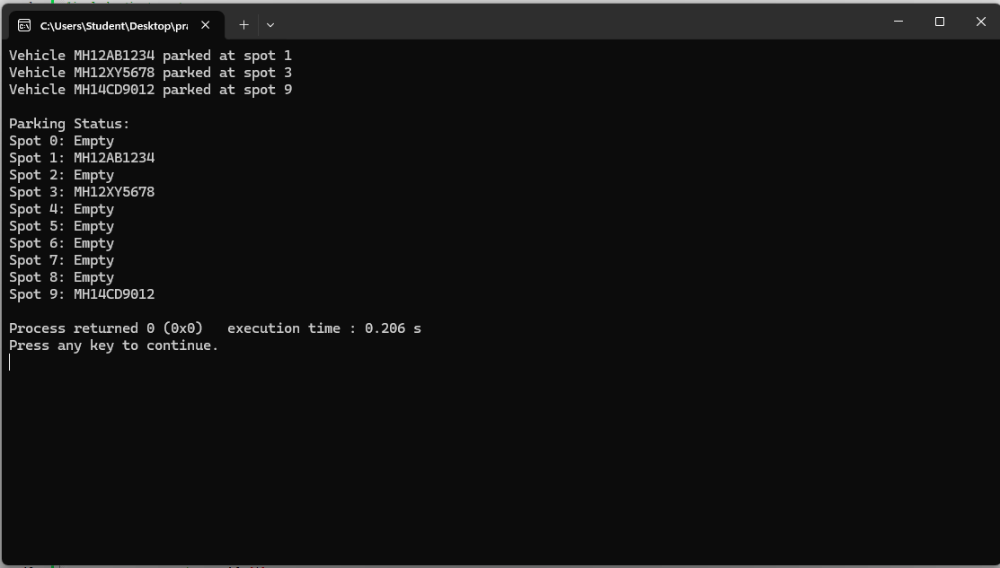 C:\Users\Student\Desktop\pra
Vehicle MH12AB1234 parked at spot 1
Vehicle MH12XY5678 parked at spot 3
Vehicle MH14CD9012 parked at spot 9
Parking Status:
Spot 0: Empty
Spot 1: MH12AB1234
Spot 2: Empty
Spot 3: MH12XY5678
Spot 4: Empty
Spot 5: Empty
Spot 6: Empty
Spot 7: Empty
Spot 8: Empty
Spot 9: MH14CD9012
Process returned 0 (0x0)   execution time : 0.206 s
Press any key to continue.